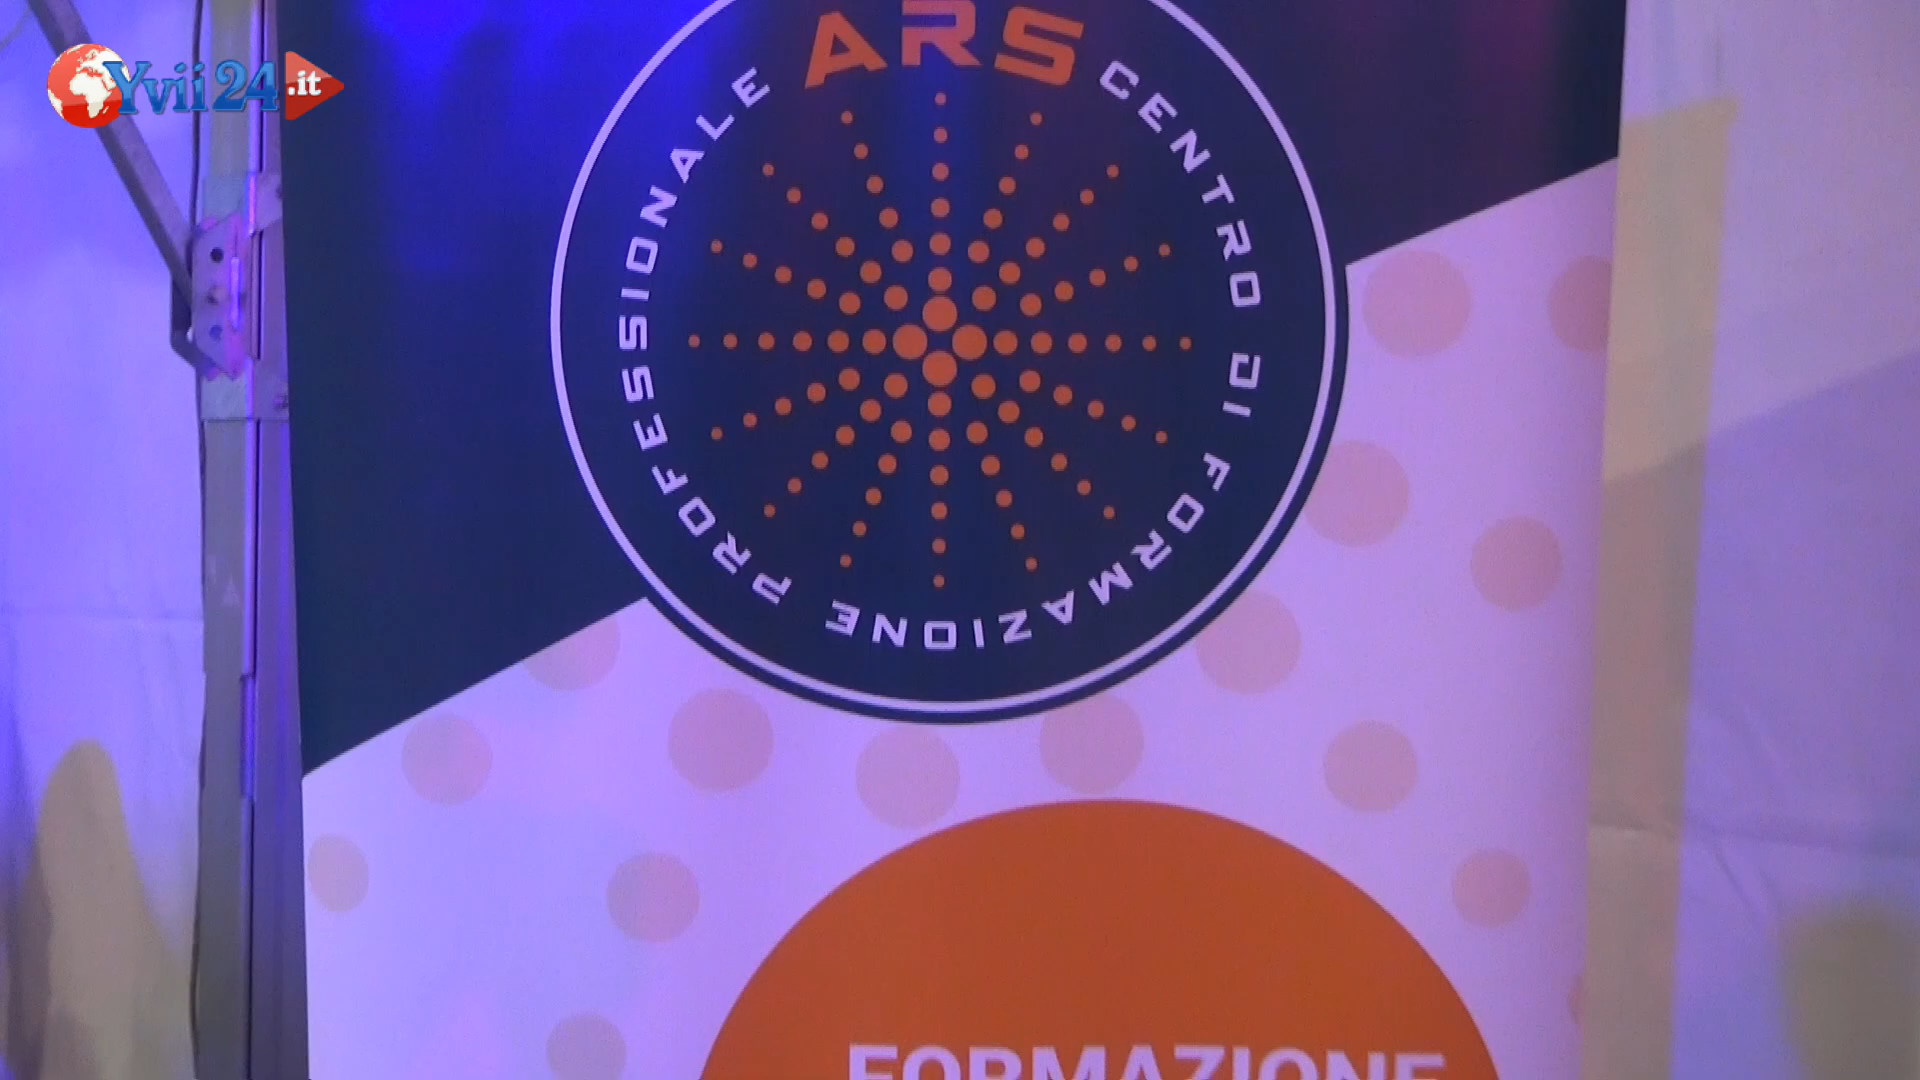 Yvii24.it
ARS
CENTRO DI FORMAZIONE PROFESSIONALE
FORMAZIONE